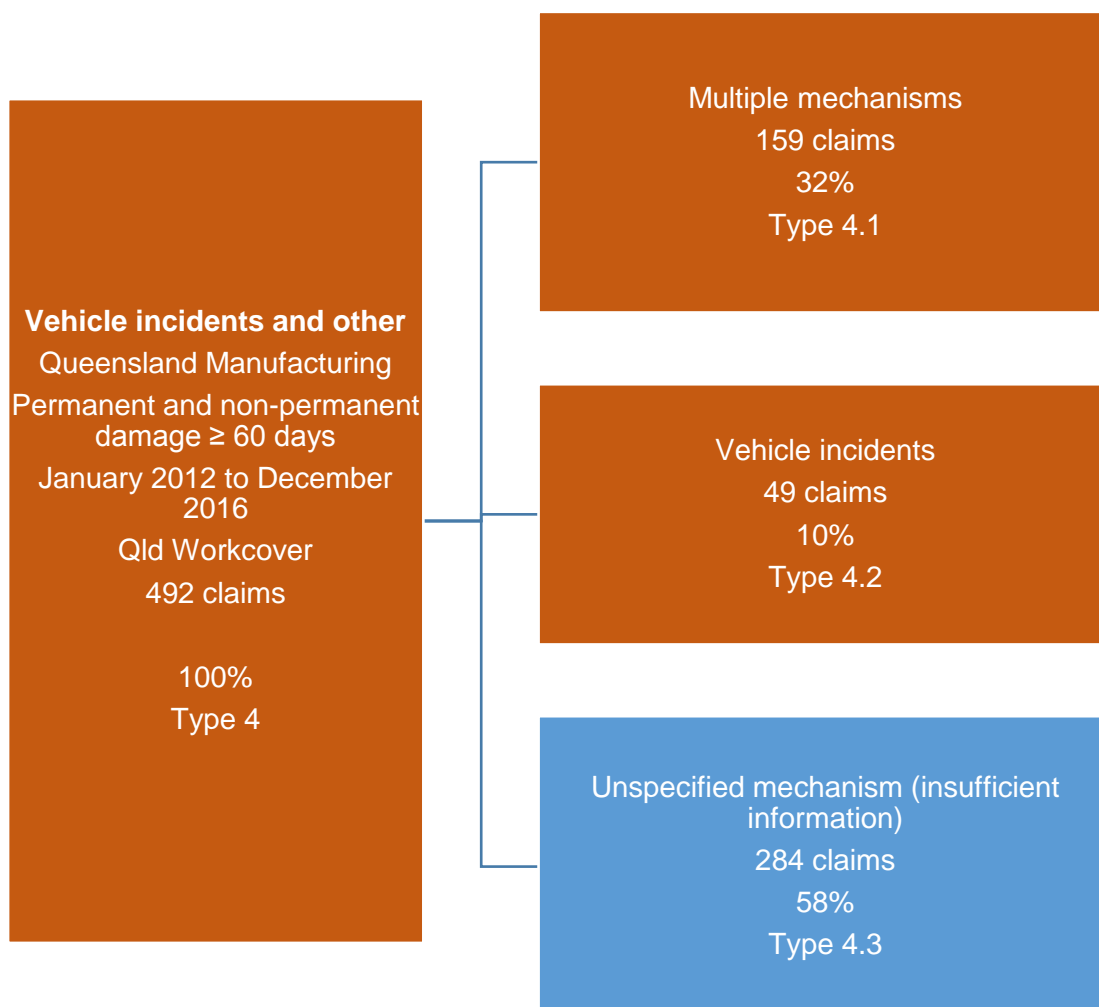 Vehicle incidents and other
Queensland Manufacturing
Permanent and non-permanent
damage ≥ 60 days
January 2012 to December
2016
Qld Workcover
492 claims
100%
Type 4
Multiple mechanisms
159 claims
32%
Type 4.1
Vehicle incidents
49 claims
10%
Type 4.2
Unspecified mechanism (insufficient
information)
284 claims
58%
Type 4.3